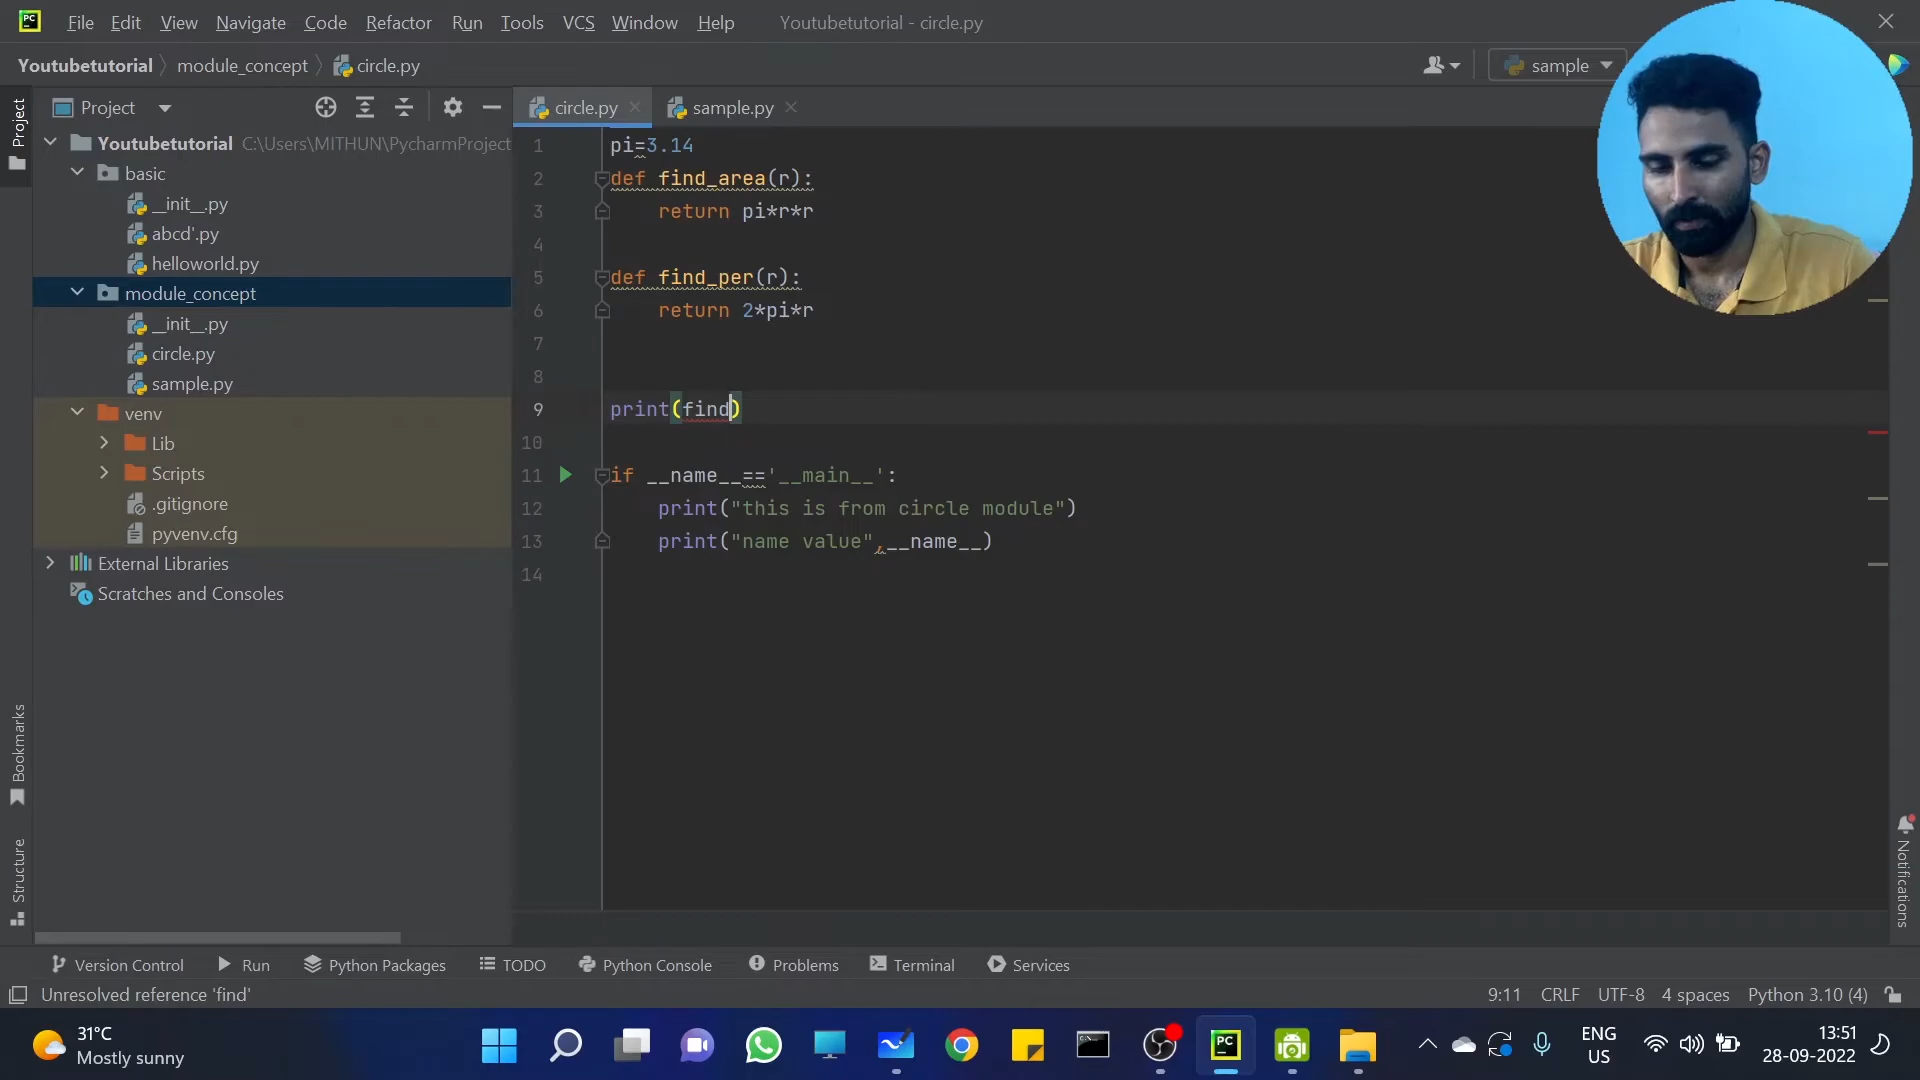 PC File Edit View Navigate Code Refactor Run Tools VCS Window Help Youtubetutorial - circle.py
Youtubetutorial module_concept circle.py sample
Project
Project
circle.py sample.py
Youtubetutorial C:\Users\MITHUN\PycharmProject
basic
__init__.py
abcd'.py
helloworld.py
module_concept
__init__.py
circle.py
sample.py
venv
Lib
Scripts
.gitignore
pyvenv.cfg
External Libraries
Scratches and Consoles
1 pi=3.14
2 def find_area(r):
3 return pi*r*r
4
5 def find_per(r):
6 return 2*pi*r
7
8
9 print(find)
10
11 if __name__=='__main__':
12 print("this is from circle module")
13 print("name value",__name__)
14
Bookmarks
Structure
Notifications
Version Control Run Python Packages TODO Python Console Problems Terminal Services
Unresolved reference 'find' 9:11 CRLF UTF-8 4 spaces Python 3.10 (4)
31°C
Mostly sunny
PC
ENG
US
13:51
28-09-2022